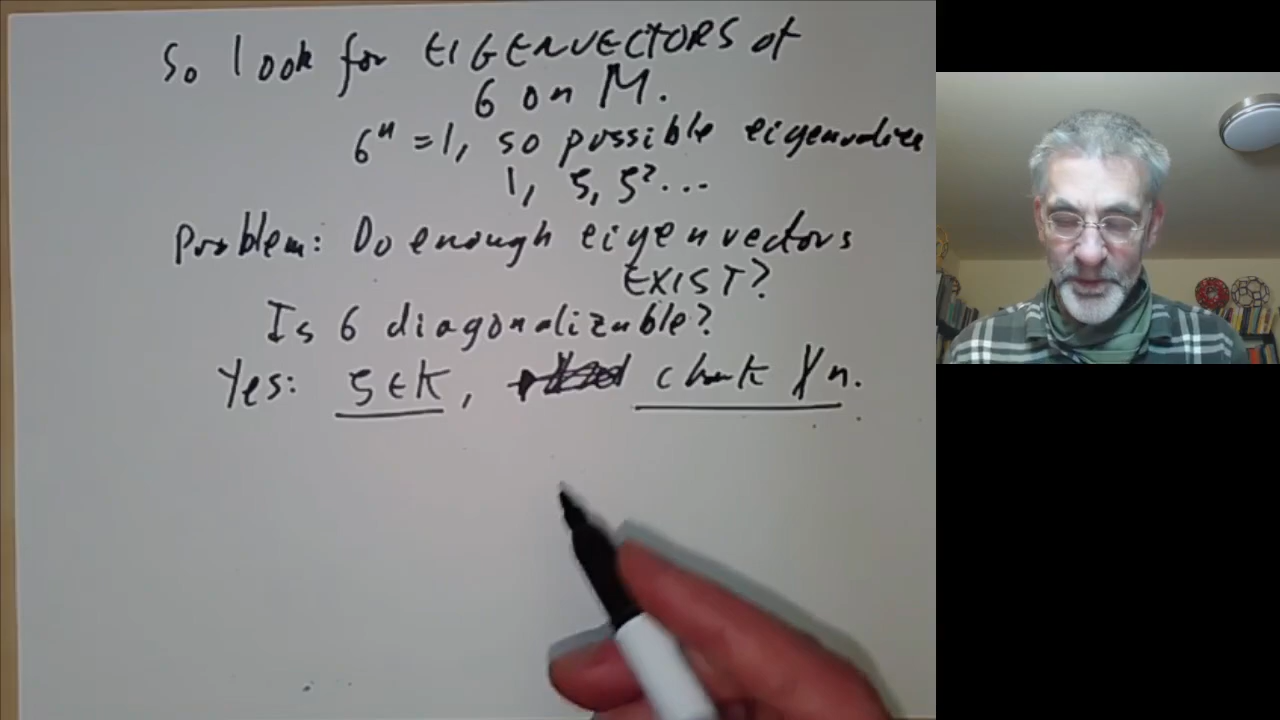 So look for EIGENVECTORS of
σ on M.
σⁿ = 1, so possible eigenvalues
1, ζ, ζ² ...
Problem: Do enough eigenvectors
EXIST?
Is σ diagonalizable?
Yes: ζ ∈ K, char K ∤ n.